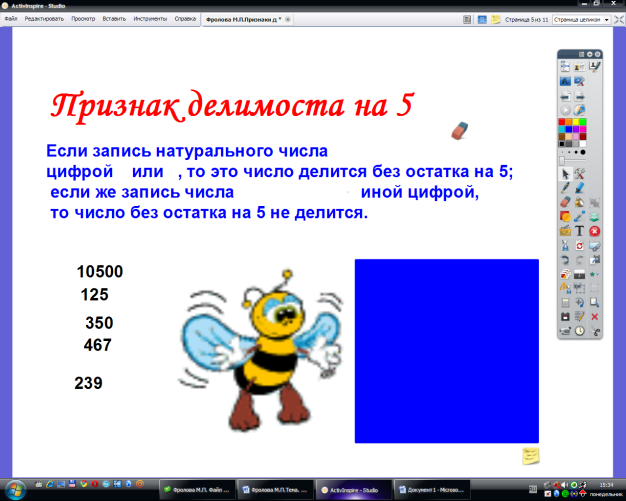 ActivInspire - Studio
Файл Редактировать Просмотр Вставить Инструменты Справка Фролова М.П.Признаки д * Страница 5 из 11 Страница целиком
Признак делимоста на 5
Если запись натурального числа
цифрой или , то это число делится без остатка на 5;
если же запись числа иной цифрой,
то число без остатка на 5 не делится.
10500
125
350
467
239
Фролова М.П. Файл ... Фролова М.П.Тема. ... ActivInspire - Studio Документ1 - Microso... 15:34
понедельник